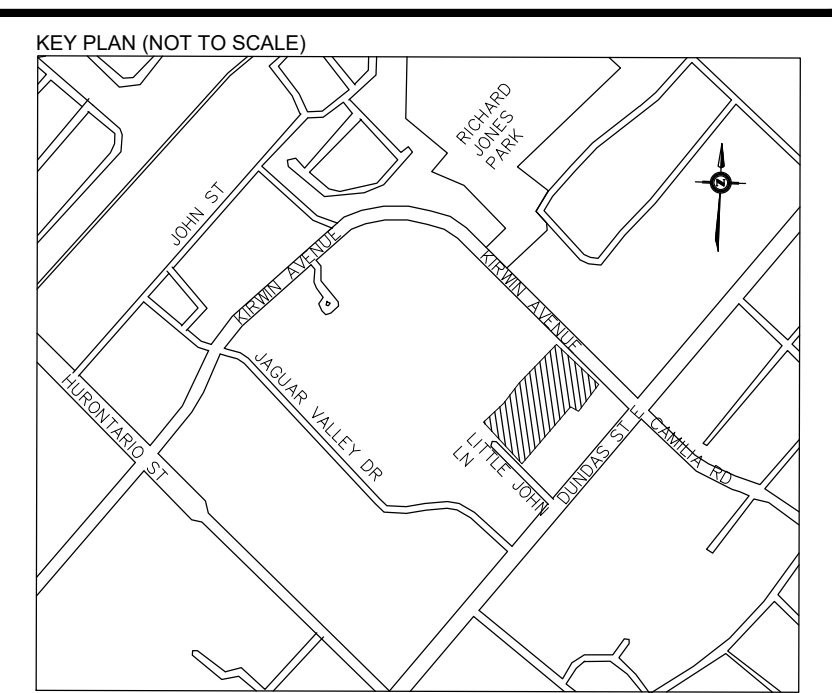 KEY PLAN (NOT TO SCALE)
RICHARD
JONES
PARK
N
JOHN ST
KIRWIN AVENUE
KIRWIN AVENUE
JAGUAR VALLEY DR
HURONTARIO ST
LITTLE JOHN
LN
DUNDAS ST E
CAMILIA RD